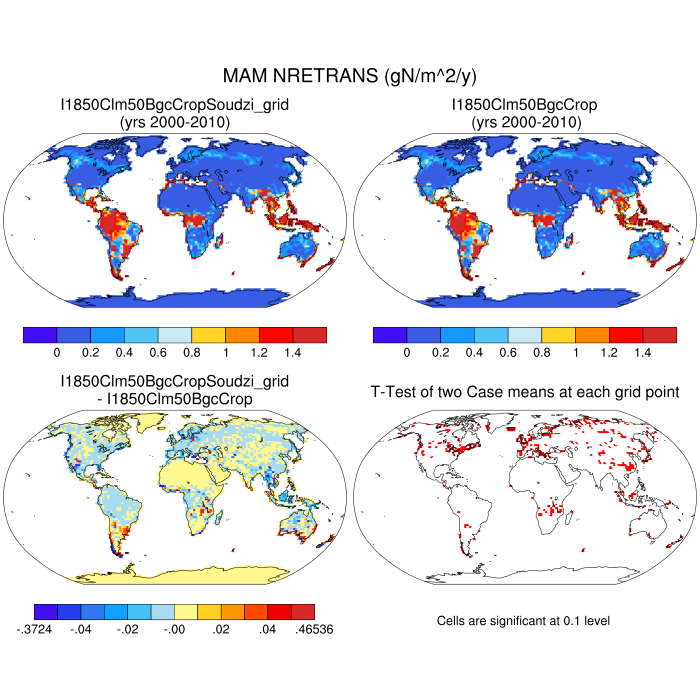 MAM NRETRANS (gN/m^2/y)
I1850Clm50BgcCropSoudzi_grid
(yrs 2000-2010)
I1850Clm50BgcCrop
(yrs 2000-2010)
0 0.2 0.4 0.6 0.8 1 1.2 1.4
0 0.2 0.4 0.6 0.8 1 1.2 1.4
I1850Clm50BgcCropSoudzi_grid
- I1850Clm50BgcCrop
T-Test of two Case means at each grid point
-.3724 -.04 -.02 -.00 .02 .04 .46536
Cells are significant at 0.1 level